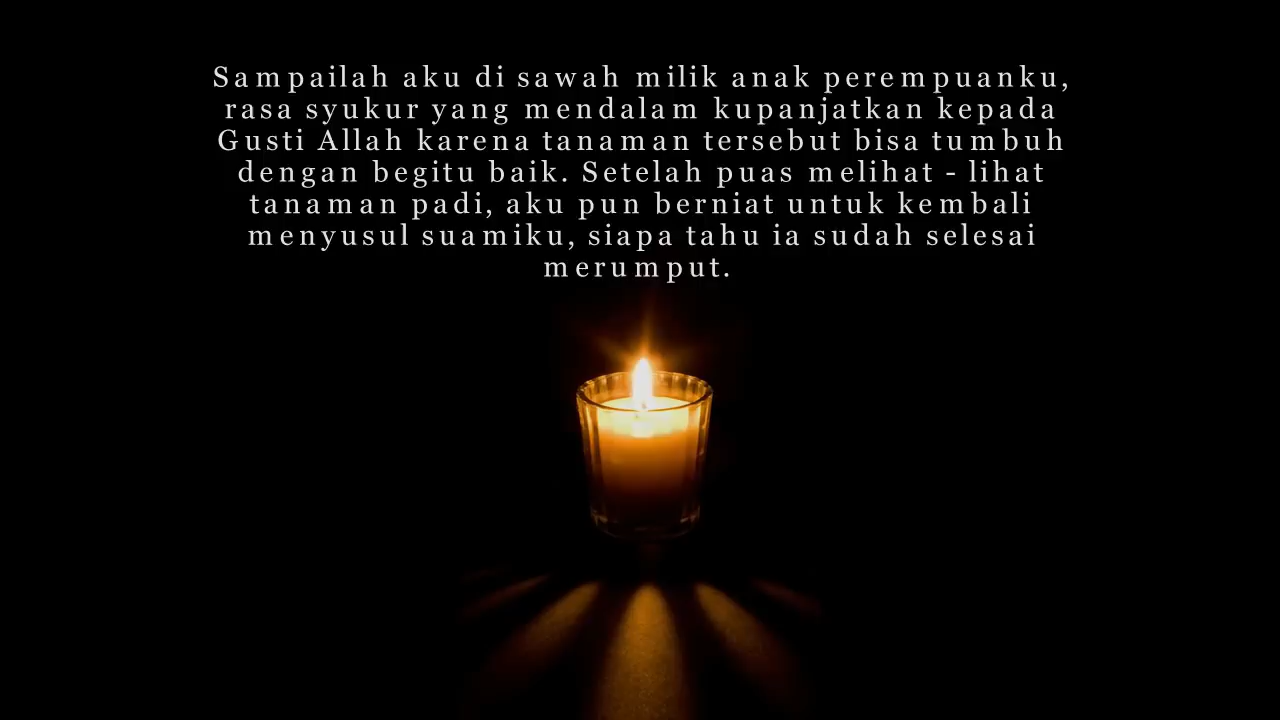 Sampailah aku di sawah milik anak perempuanku,
rasa syukur yang mendalam kupanjatkan kepada
Gusti Allah karena tanaman tersebut bisa tumbuh
dengan begitu baik. Setelah puas melihat - lihat
tanaman padi, aku pun berniat untuk kembali
menyusul suamiku, siapa tahu ia sudah selesai
merumput.